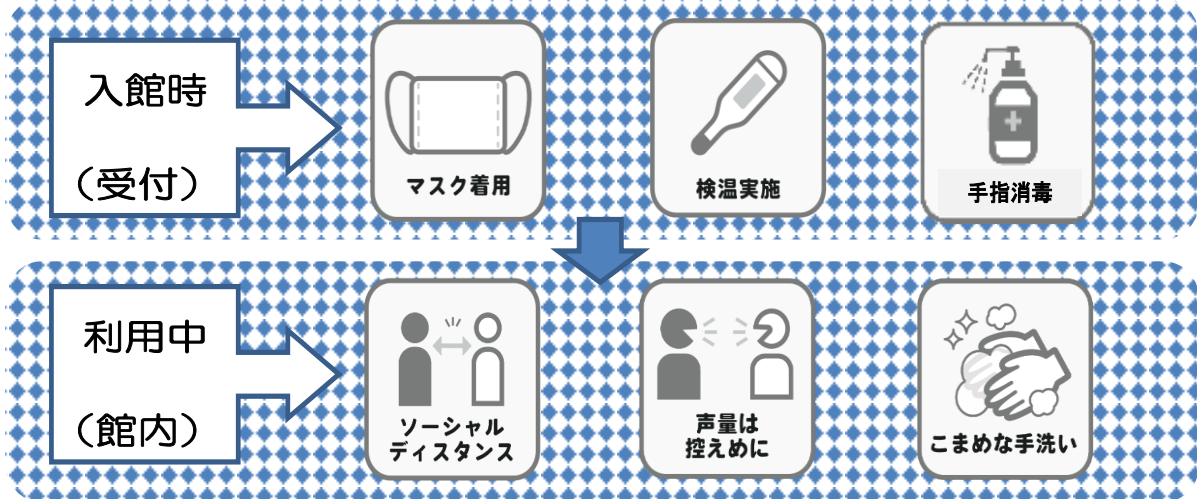 入館時
（受付）
マスク着用
検温実施
手指消毒
利用中
（館内）
ソーシャル
ディスタンス
声量は
控えめに
こまめな手洗い